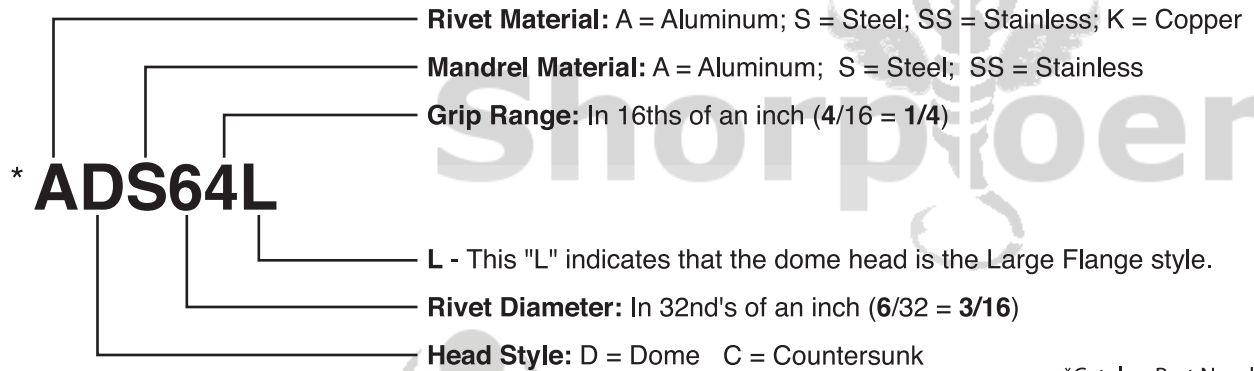 Rivet Material: A = Aluminum; S = Steel; SS = Stainless; K = Copper
Mandrel Material: A = Aluminum; S = Steel; SS = Stainless
Grip Range: In 16ths of an inch (4/16 = 1/4)
* ADS64L
L - This "L" indicates that the dome head is the Large Flange style.
Rivet Diameter: In 32nd's of an inch (6/32 = 3/16)
Head Style: D = Dome C = Countersunk